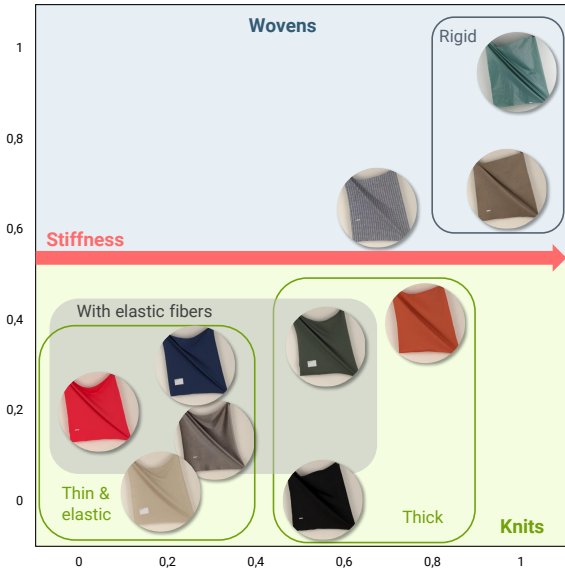 Wovens
Rigid
1
0,8
0,6
Stiffness
0,4
With elastic fibers
0,2
0
Thin &
elastic
Thick
Knits
0
0,2
0,4
0,6
0,8
1